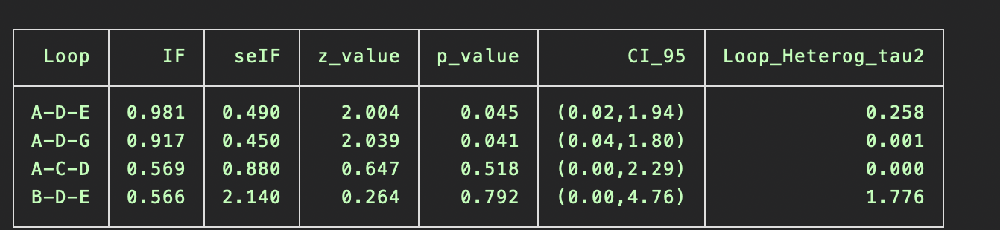 Loop IF seIF z_value p_value CI_95 Loop_Heterog_tau2
A-D-E 0.981 0.490 2.004 0.045 (0.02,1.94) 0.258
A-D-G 0.917 0.450 2.039 0.041 (0.04,1.80) 0.001
A-C-D 0.569 0.880 0.647 0.518 (0.00,2.29) 0.000
B-D-E 0.566 2.140 0.264 0.792 (0.00,4.76) 1.776